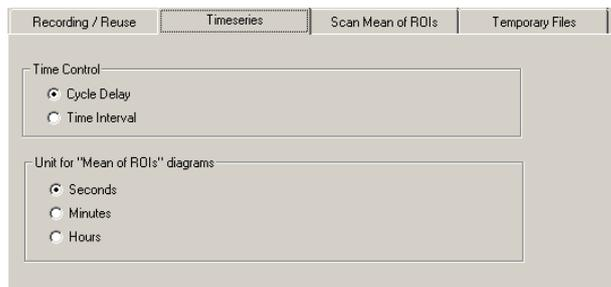 Recording / Reuse Timeseries Scan Mean of ROIs Temporary Files
Time Control
Cycle Delay
Time Interval
Unit for "Mean of ROIs" diagrams
Seconds
Minutes
Hours